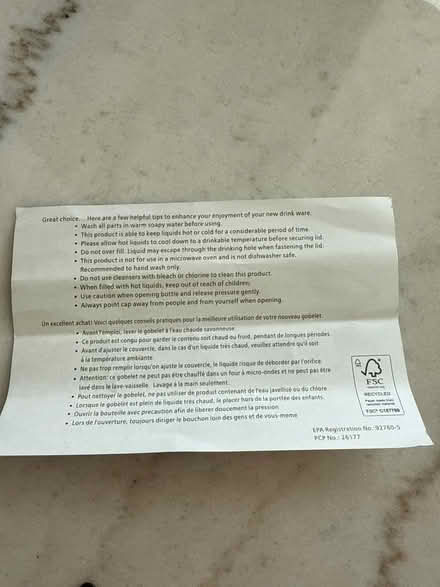 Great choice... Here are a few helpful tips to enhance your enjoyment of your new drink ware.
• Wash all parts in warm soapy water before using.
• This product is able to keep liquids hot or cold for a considerable period of time.
• Please allow hot liquids to cool down to a drinkable temperature before securing lid.
• Do not over fill. Liquid may escape through the drinking hole when fastening the lid.
• This product is not for use in a microwave oven and is not dishwasher safe.
Recommended to hand wash only.
• Do not use cleansers with bleach or chlorine to clean this product.
• When filled with hot liquids, keep out of reach of children;
• Use caution when opening bottle and release pressure gently.
• Always point cap away from people and from yourself when opening.
Un excellent achat! Voici quelques conseils pratiques pour la meilleure utilisation de votre nouveau gobelet
• Avant l'emploi, laver le gobelet à l'eau chaude savonneuse
• Ce produit est conçu pour garder le contenu soit chaud ou froid, pendant de longues périodes
• Avant d'ajuster le couvercle, dans le cas d'un liquide très chaud, veuillez attendre qu'il soit
à la température ambiante
• Ne pas trop remplir lorsqu'on ajuste le couvercle, le liquide risque de déborder par l'orifice
• Attention: ce gobelet ne peut pas être chauffé dans un four à micro-ondes et ne peut pas être
lavé dans le lave-vaisselle. Lavage à la main seulement.
• Pour nettoyer le gobelet, ne pas utiliser de produit contenant de l'eau javellisé ou du chlore
• Lorsque le gobelet est plein de liquide très chaud, le placer hors de la portée des enfants.
• Ouvrir la bouteille avec precaution afin de liberer doucement la pression
• Lors de l'ouverture, toujours diriger le bouchon loin des gens et de vous-meme
FSC
RECYCLED
Paper made from
recycled material
FSC® C187788
EPA Registration No.:92760-5
PCP No.: 26177